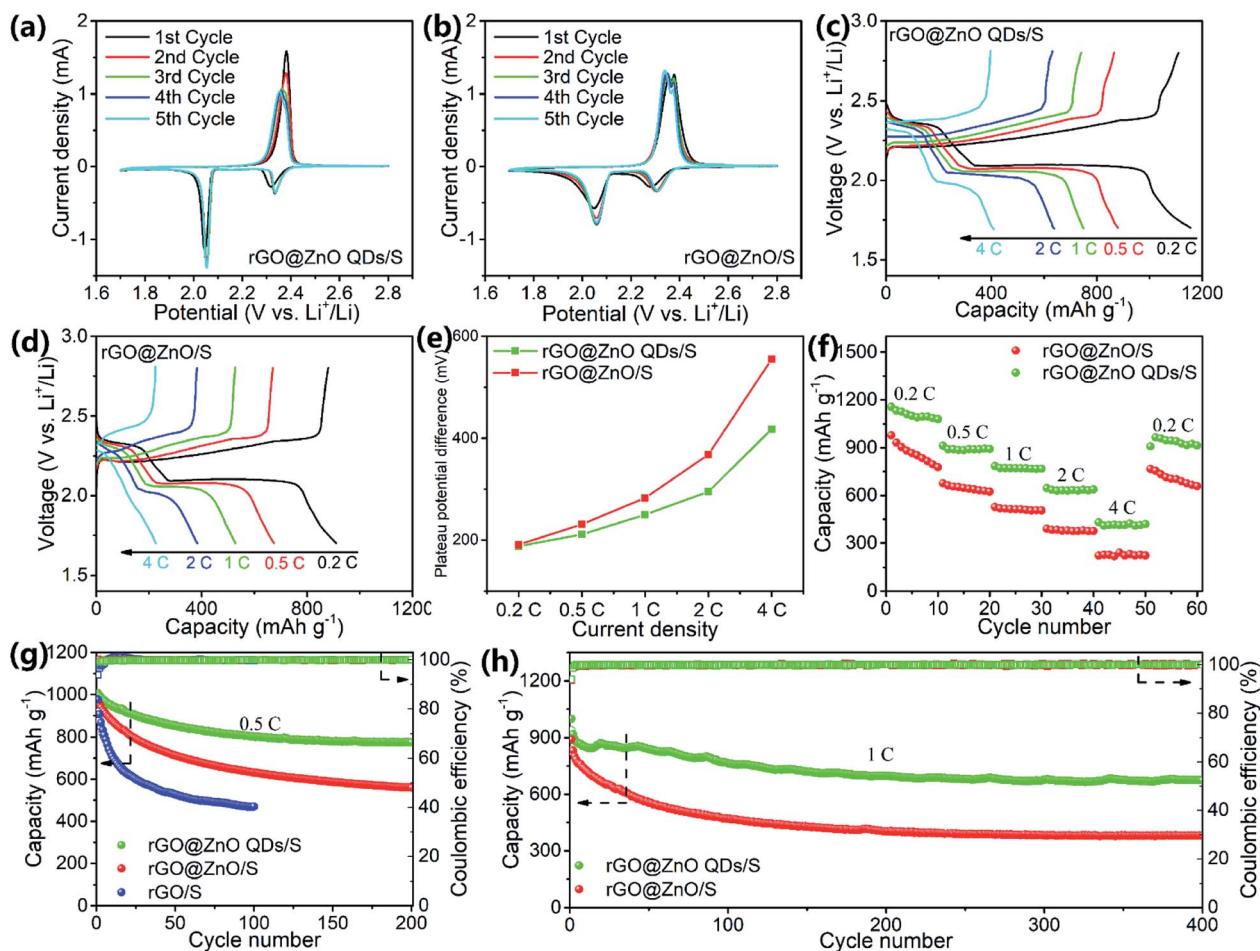 (a)
2
1
0
-1
Current density (mA)
1st Cycle
2nd Cycle
3rd Cycle
4th Cycle
5th Cycle
rGO@ZnO QDs/S
1.6 2.0 2.4 2.8
Potential (V vs. Li⁺/Li)
(b)
2
1
0
-1
Current density (mA)
1st Cycle
2nd Cycle
3rd Cycle
4th Cycle
5th Cycle
rGO@ZnO/S
1.6 2.0 2.4 2.8
Potential (V vs. Li⁺/Li)
(c)
3.0
2.5
2.0
1.5
Voltage (V vs. Li⁺/Li)
rGO@ZnO QDs/S
4 C 2 C 1 C 0.5 C 0.2 C
0 400 800 1200
Capacity (mAh g⁻¹)
(d)
3.0
2.5
2.0
1.5
Voltage (V vs. Li⁺/Li)
rGO@ZnO/S
4 C 2 C 1 C 0.5 C 0.2 C
0 400 800 1200
Capacity (mAh g⁻¹)
(e)
600
400
200
Plateau potential difference (mV)
rGO@ZnO QDs/S
rGO@ZnO/S
0.2 C 0.5 C 1 C 2 C 4 C
Current density
(f)
1500
1200
900
600
300
0
Capacity (mAh g⁻¹)
rGO@ZnO/S
rGO@ZnO QDs/S
0.2 C
0.5 C
1 C
2 C
4 C
0.2 C
0 10 20 30 40 50 60
Cycle number
(g)
1200
1000
800
600
400
200
0
Capacity (mAh g⁻¹)
0.5 C
rGO@ZnO QDs/S
rGO@ZnO/S
rGO/S
0 50 100 150 200
Cycle number
100
80
60
40
20
0
Coulombic efficiency (%)
(h)
1200
900
600
300
0
Capacity (mAh g⁻¹)
1 C
rGO@ZnO QDs/S
rGO@ZnO/S
0 100 200 300 400
Cycle number
100
80
60
40
20
0
Coulombic efficiency (%)